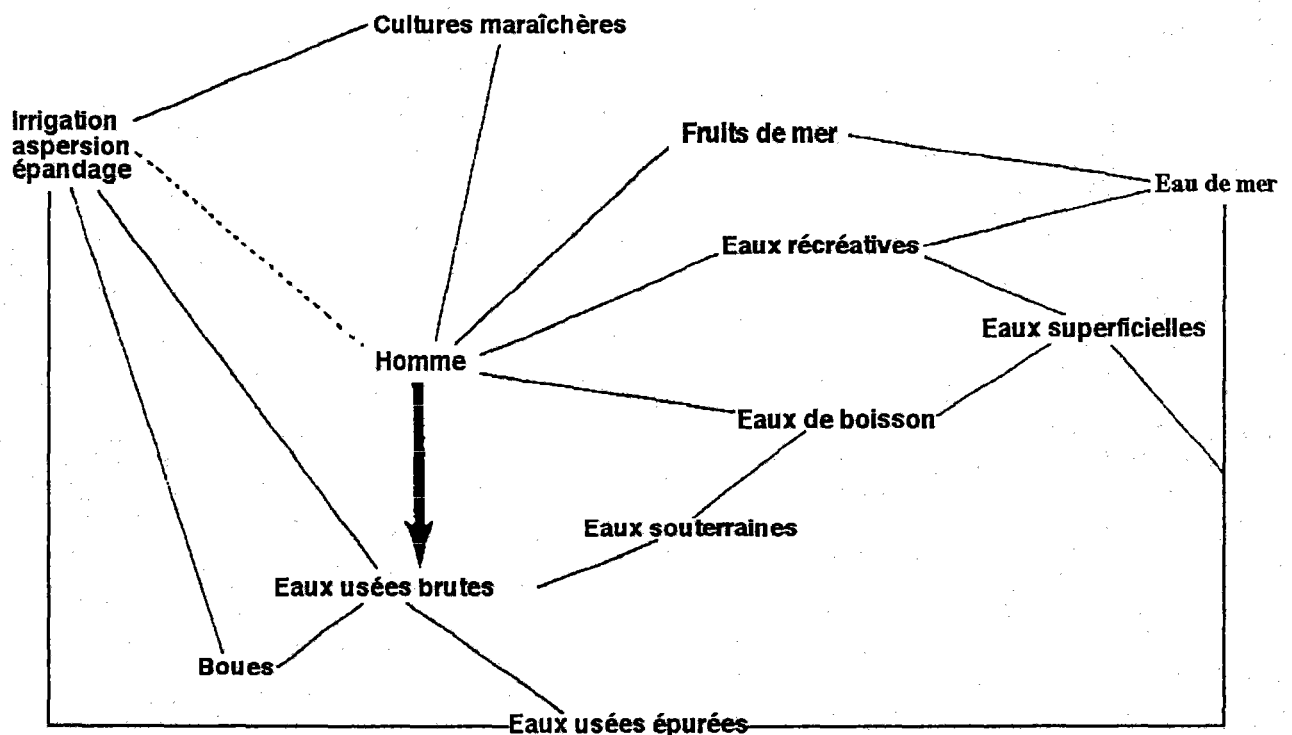 Cultures maraîchères
Irrigation
aspersion
épandage
Fruits de mer
Eau de mer
Eaux récréatives
Eaux superficielles
Homme
Eaux de boisson
Eaux souterraines
Eaux usées brutes
Boues
Eaux usées épurées